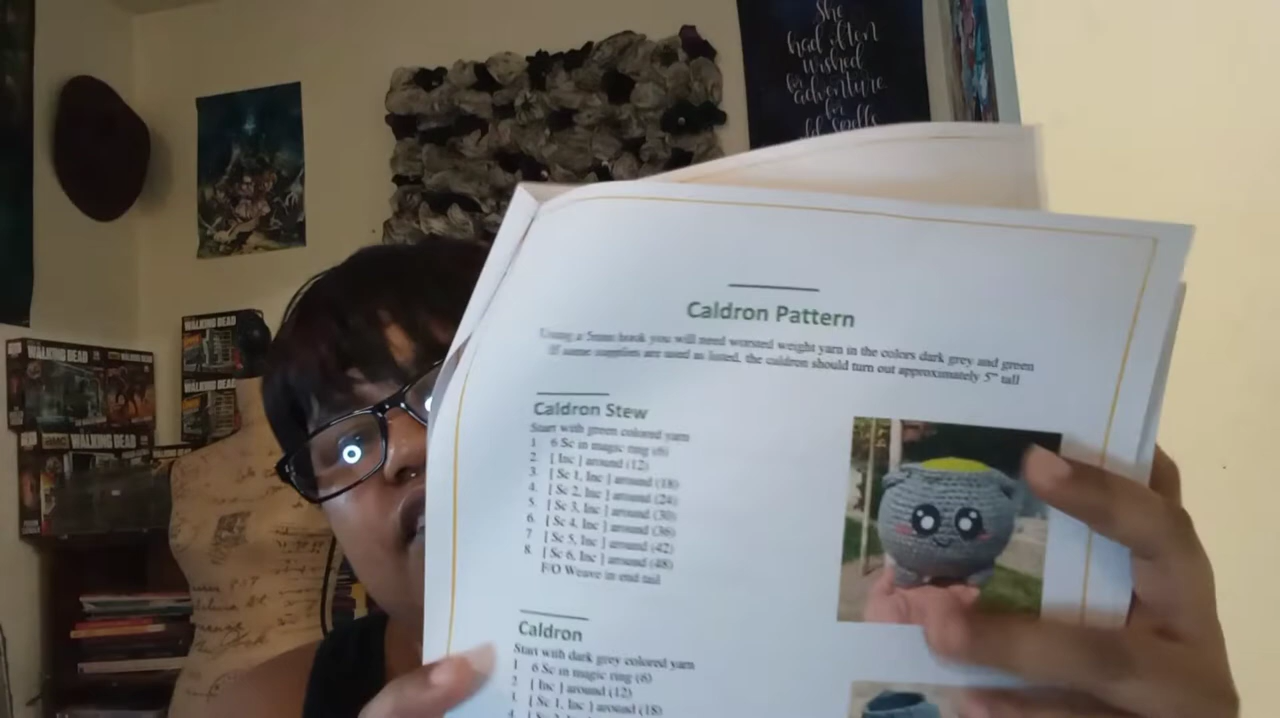 She
had often
wished
for
adventure
WALKING DEAD
WALKING DEAD
WALKING DEAD
WALKING DEAD
Caldron Pattern
Using a 5mm hook you will need worsted weight yarn in the colors dark grey and green
If same supplies are used as listed, the caldron should turn out approximately 5" tall
Caldron Stew
Start with green colored yarn
1 6 Sc in magic ring (6)
2. [ Inc ] around (12)
3. [ Sc 1, Inc ] around (18)
4. [ Sc 2, Inc ] around (24)
5. [ Sc 3, Inc ] around (30)
6. [ Sc 4, Inc ] around (36)
7 [ Sc 5, Inc ] around (42)
8. [ Sc 6, Inc ] around (48)
F/O Weave in end tail
Caldron
Start with dark grey colored yarn
1 6 Sc in magic ring (6)
2 [ Inc ] around (12)
[ Sc 1, Inc ] around (18)